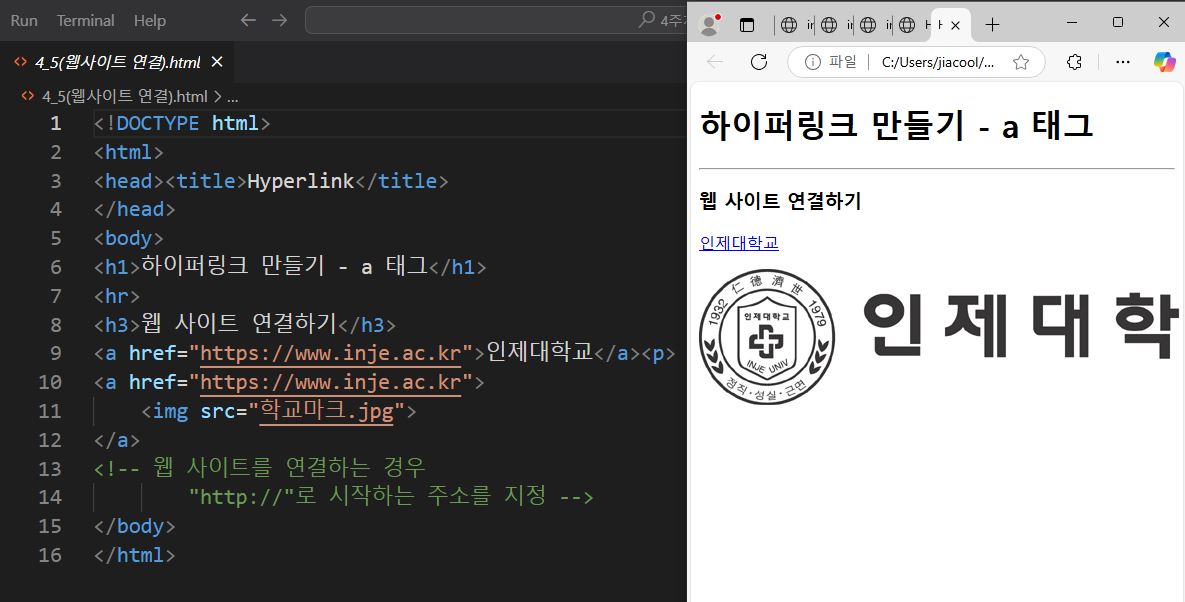 Run Terminal Help
4주차
4_5(웹사이트 연결).html
4_5(웹사이트 연결).html > ...
1 <!DOCTYPE html>
2 <html>
3 <head><title>Hyperlink</title>
4 </head>
5 <body>
6 <h1>하이퍼링크 만들기 - a 태그</h1>
7 <hr>
8 <h3>웹 사이트 연결하기</h3>
9 <a href="https://www.inje.ac.kr">인제대학교</a><p>
10 <a href="https://www.inje.ac.kr">
11 <img src="학교마크.jpg">
12 </a>
13 <!-- 웹 사이트를 연결하는 경우
14 "http://"로 시작하는 주소를 지정 -->
15 </body>
16 </html>
파일 C:/Users/jiacool/...
하이퍼링크 만들기 - a 태그
웹 사이트 연결하기
인제대학교
1932 仁德濟世 1979
인제대학교
INJE UNIV
정직·성실·근면
인제대학